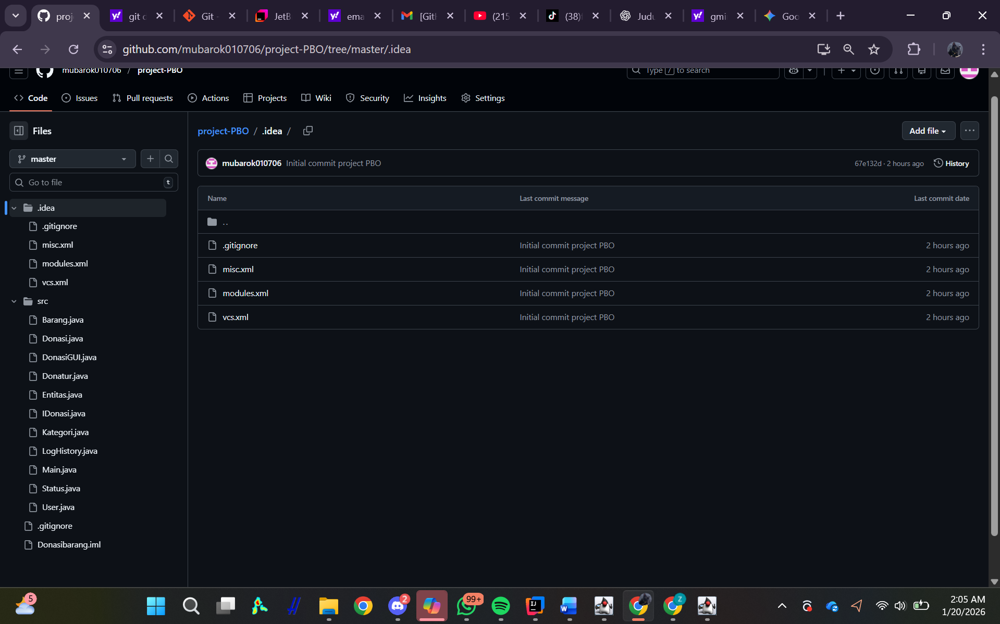 proj
git c
Git -
JetB
ema
[Gitl
(215
(38)
Judu
gmi
Goo
github.com/mubarok010706/project-PBO/tree/master/.idea
mubarok010706 / project-PBO
Type / to search
Code
Issues
Pull requests
Actions
Projects
Wiki
Security
Insights
Settings
Files
project-PBO / .idea /
Add file
master
mubarok010706 Initial commit project PBO
67e132d · 2 hours ago
History
Go to file
t
Name
Last commit message
Last commit date
..
.gitignore
Initial commit project PBO
2 hours ago
misc.xml
Initial commit project PBO
2 hours ago
modules.xml
Initial commit project PBO
2 hours ago
vcs.xml
Initial commit project PBO
2 hours ago
.idea
.gitignore
misc.xml
modules.xml
vcs.xml
src
Barang.java
Donasi.java
DonasiGUI.java
Donatur.java
Entitas.java
IDonasi.java
Kategori.java
LogHistory.java
Main.java
Status.java
User.java
.gitignore
Donasibarang.iml
5
2
99+
Z
2:05 AM
1/20/2026